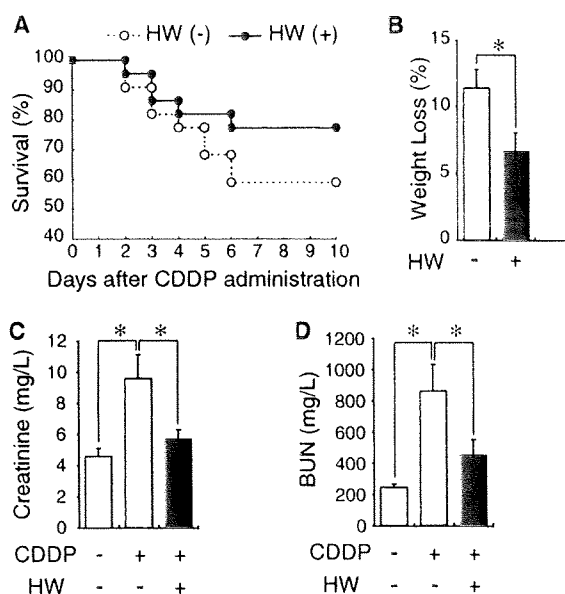 A HW (-) HW (+)
Survival (%)
100
90
80
70
60
50
40
0 1 2 3 4 5 6 7 8 9 10
Days after CDDP administration
B
Weight Loss (%)
15
10
5
0
*
HW - +
C
Creatinine (mg/L)
12
10
8
6
4
2
0
* *
CDDP - + +
HW - - +
D
BUN (mg/L)
1200
1000
800
600
400
200
0
* *
CDDP - + +
HW - - +